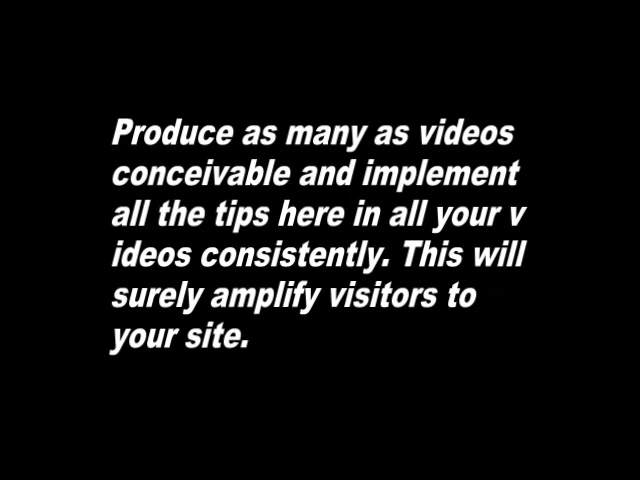 Produce as many as videos
conceivable and implement
all the tips here in all your v
ideos consistently. This will
surely amplify visitors to
your site.